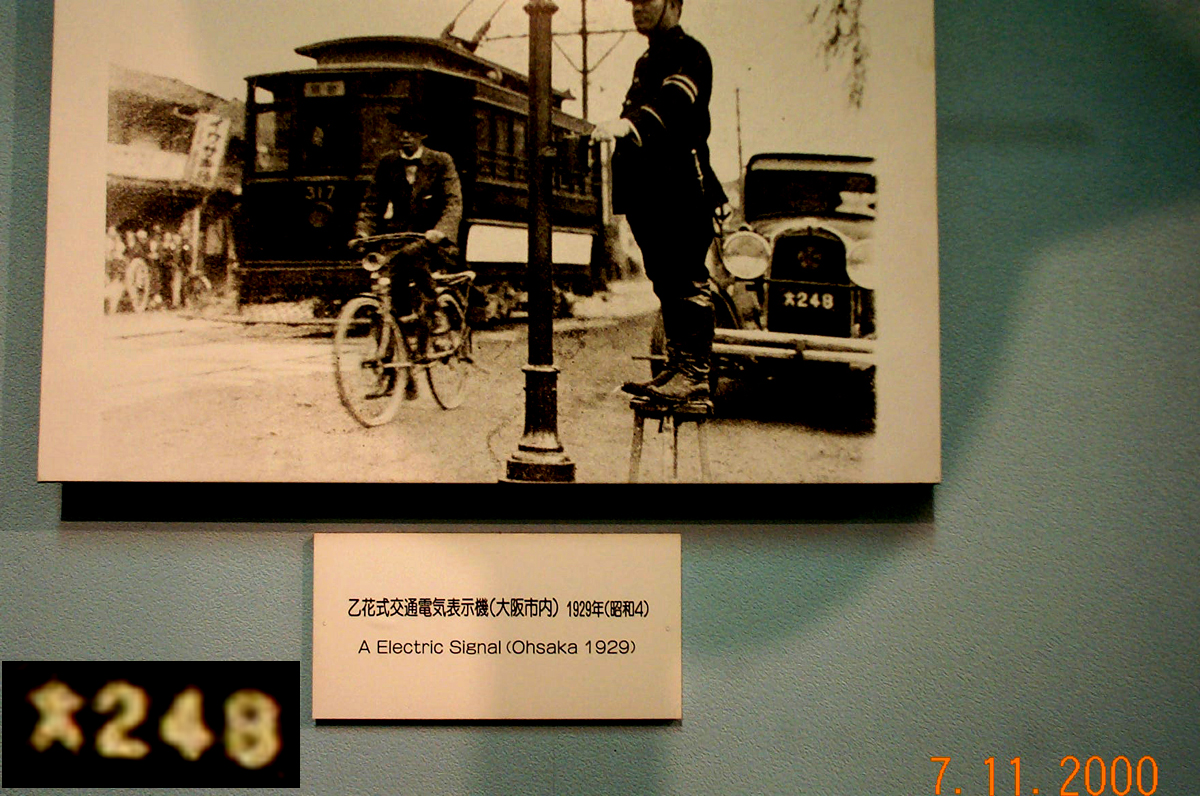 317
大248
乙花式交通電気表示機(大阪市内) 1929年(昭和4)
A Electric Signal (Ohsaka 1929)
大248
7.11.2000